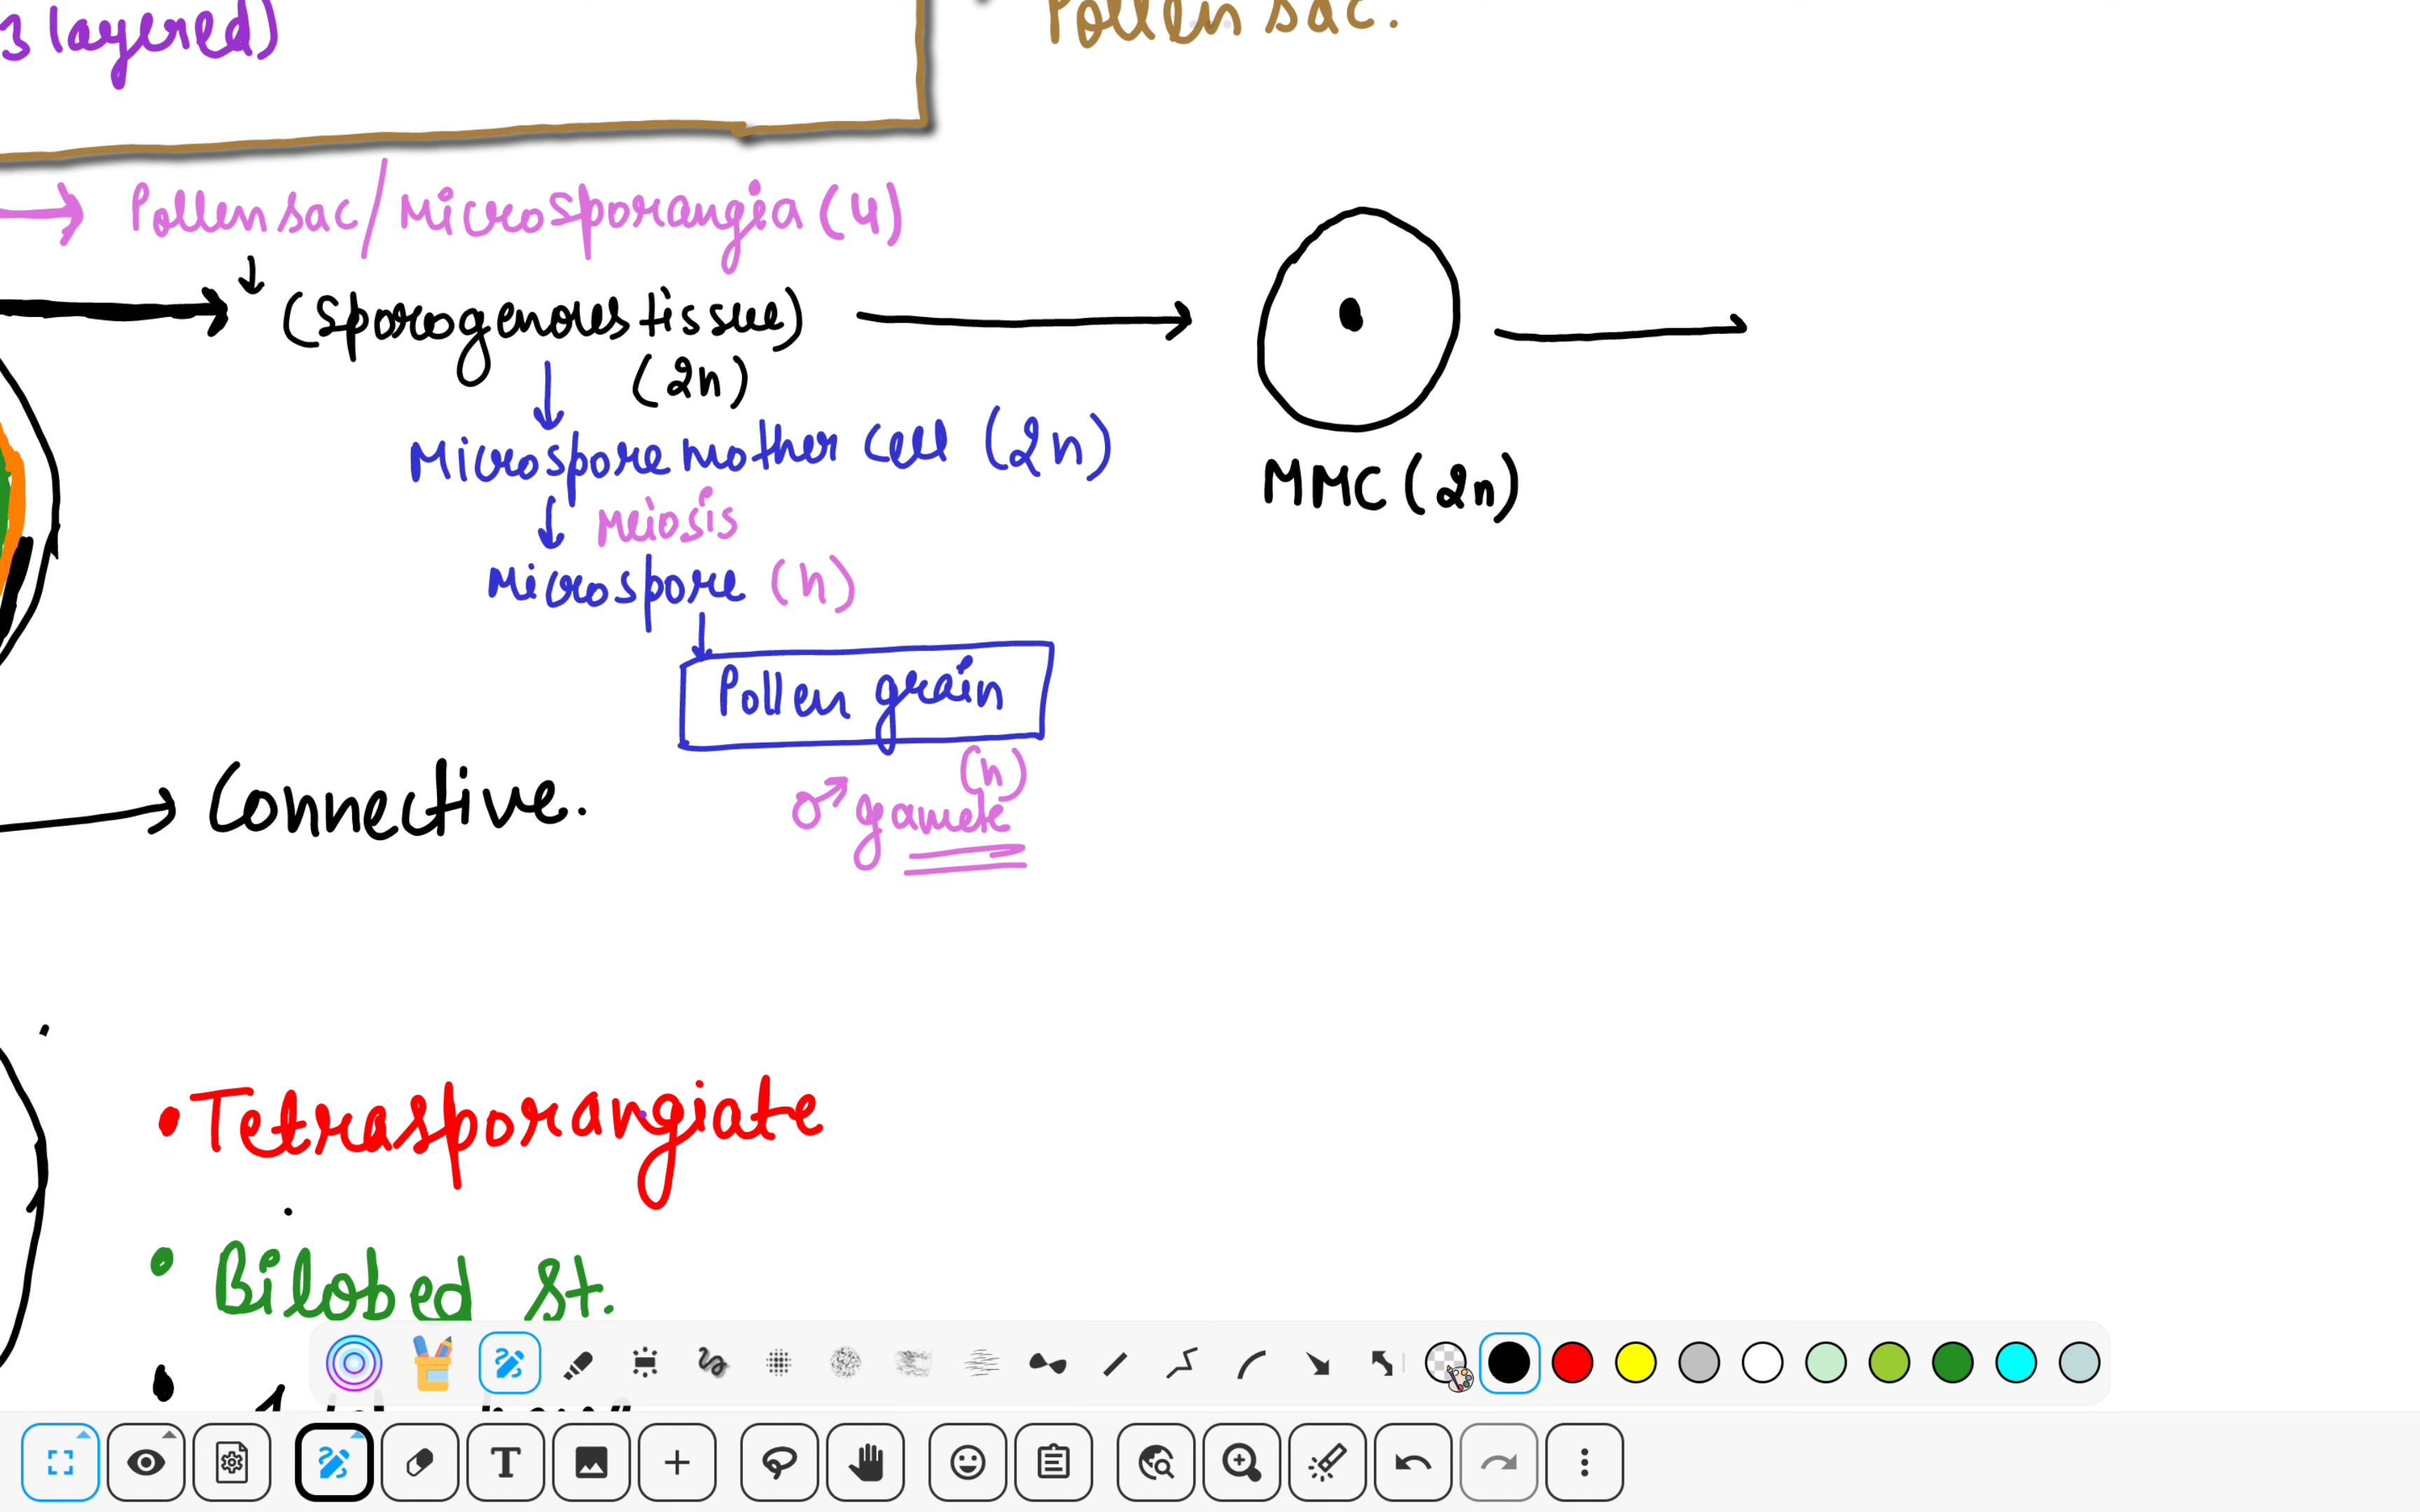 3 layered)
Pollen sac.
Pollen sac/Microsporangia (4)
(Sporogenous tissue)
(2n)
Microspore mother cell (2n)
Meiosis
Microspore (n)
Pollen grain
(n)
♂ gamete
MMC (2n)
Connective.
• Tetrasporangiate
• Bilobed st.
T